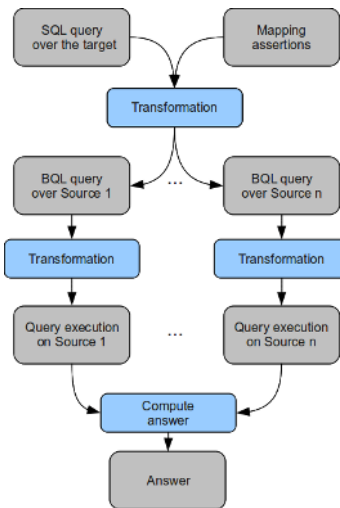 SQL query
over the target
Mapping
assertions
Transformation
BQL query
over Source 1
...
BQL query
over Source n
Transformation
Transformation
Query execution
on Source 1
...
Query execution
on Source n
Compute
answer
Answer